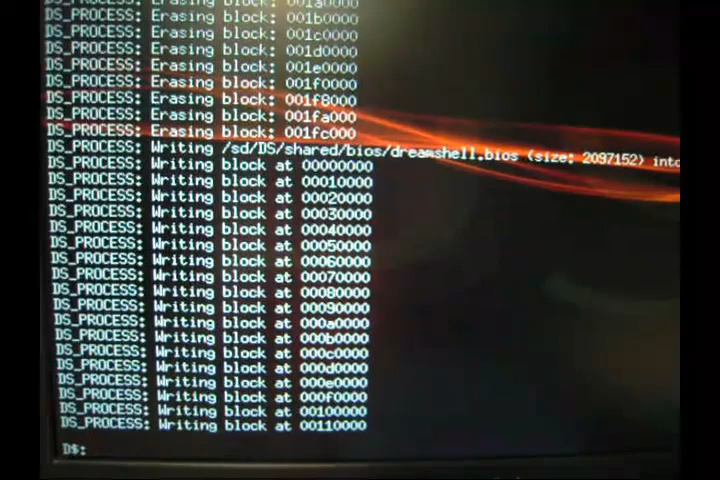 DS_PROCESS: Erasing block: 001a0000
DS_PROCESS: Erasing block: 001b0000
DS_PROCESS: Erasing block: 001c0000
DS_PROCESS: Erasing block: 001d0000
DS_PROCESS: Erasing block: 001e0000
DS_PROCESS: Erasing block: 001f0000
DS_PROCESS: Erasing block: 001f8000
DS_PROCESS: Erasing block: 001fa000
DS_PROCESS: Erasing block: 001fc000
DS_PROCESS: Writing /sd/DS/shared/bios/dreamshell.bios (size: 2097152) into
DS_PROCESS: Writing block at 00000000
DS_PROCESS: Writing block at 00010000
DS_PROCESS: Writing block at 00020000
DS_PROCESS: Writing block at 00030000
DS_PROCESS: Writing block at 00040000
DS_PROCESS: Writing block at 00050000
DS_PROCESS: Writing block at 00060000
DS_PROCESS: Writing block at 00070000
DS_PROCESS: Writing block at 00080000
DS_PROCESS: Writing block at 00090000
DS_PROCESS: Writing block at 000a0000
DS_PROCESS: Writing block at 000b0000
DS_PROCESS: Writing block at 000c0000
DS_PROCESS: Writing block at 000d0000
DS_PROCESS: Writing block at 000e0000
DS_PROCESS: Writing block at 000f0000
DS_PROCESS: Writing block at 00100000
DS_PROCESS: Writing block at 00110000
D$: